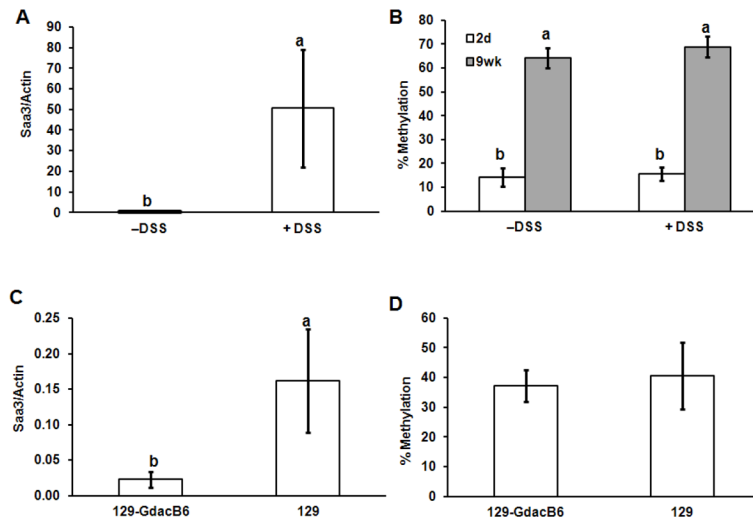 A
Saa3/Actin
90
80
70
60
50
40
30
20
10
0
b
a
–DSS
+ DSS
B
% Methylation
80
70
60
50
40
30
20
10
0
2d
9wk
b
a
b
a
–DSS
+ DSS
C
Saa3/Actin
0.25
0.20
0.15
0.10
0.05
0.00
b
a
129-GdacB6
129
D
% Methylation
60
50
40
30
20
10
0
129-GdacB6
129